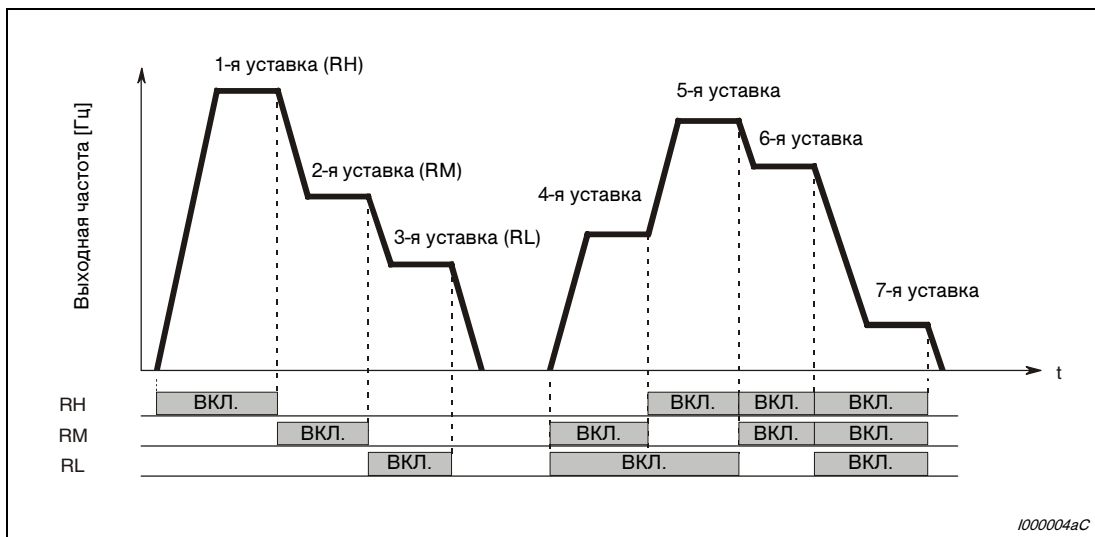 Выходная частота [Гц]
1-я уставка (RH)
2-я уставка (RM)
3-я уставка (RL)
4-я уставка
5-я уставка
6-я уставка
7-я уставка
t
RH ВКЛ. ВКЛ. ВКЛ. ВКЛ.
RM ВКЛ. ВКЛ. ВКЛ. ВКЛ.
RL ВКЛ. ВКЛ. ВКЛ.
I000004aC